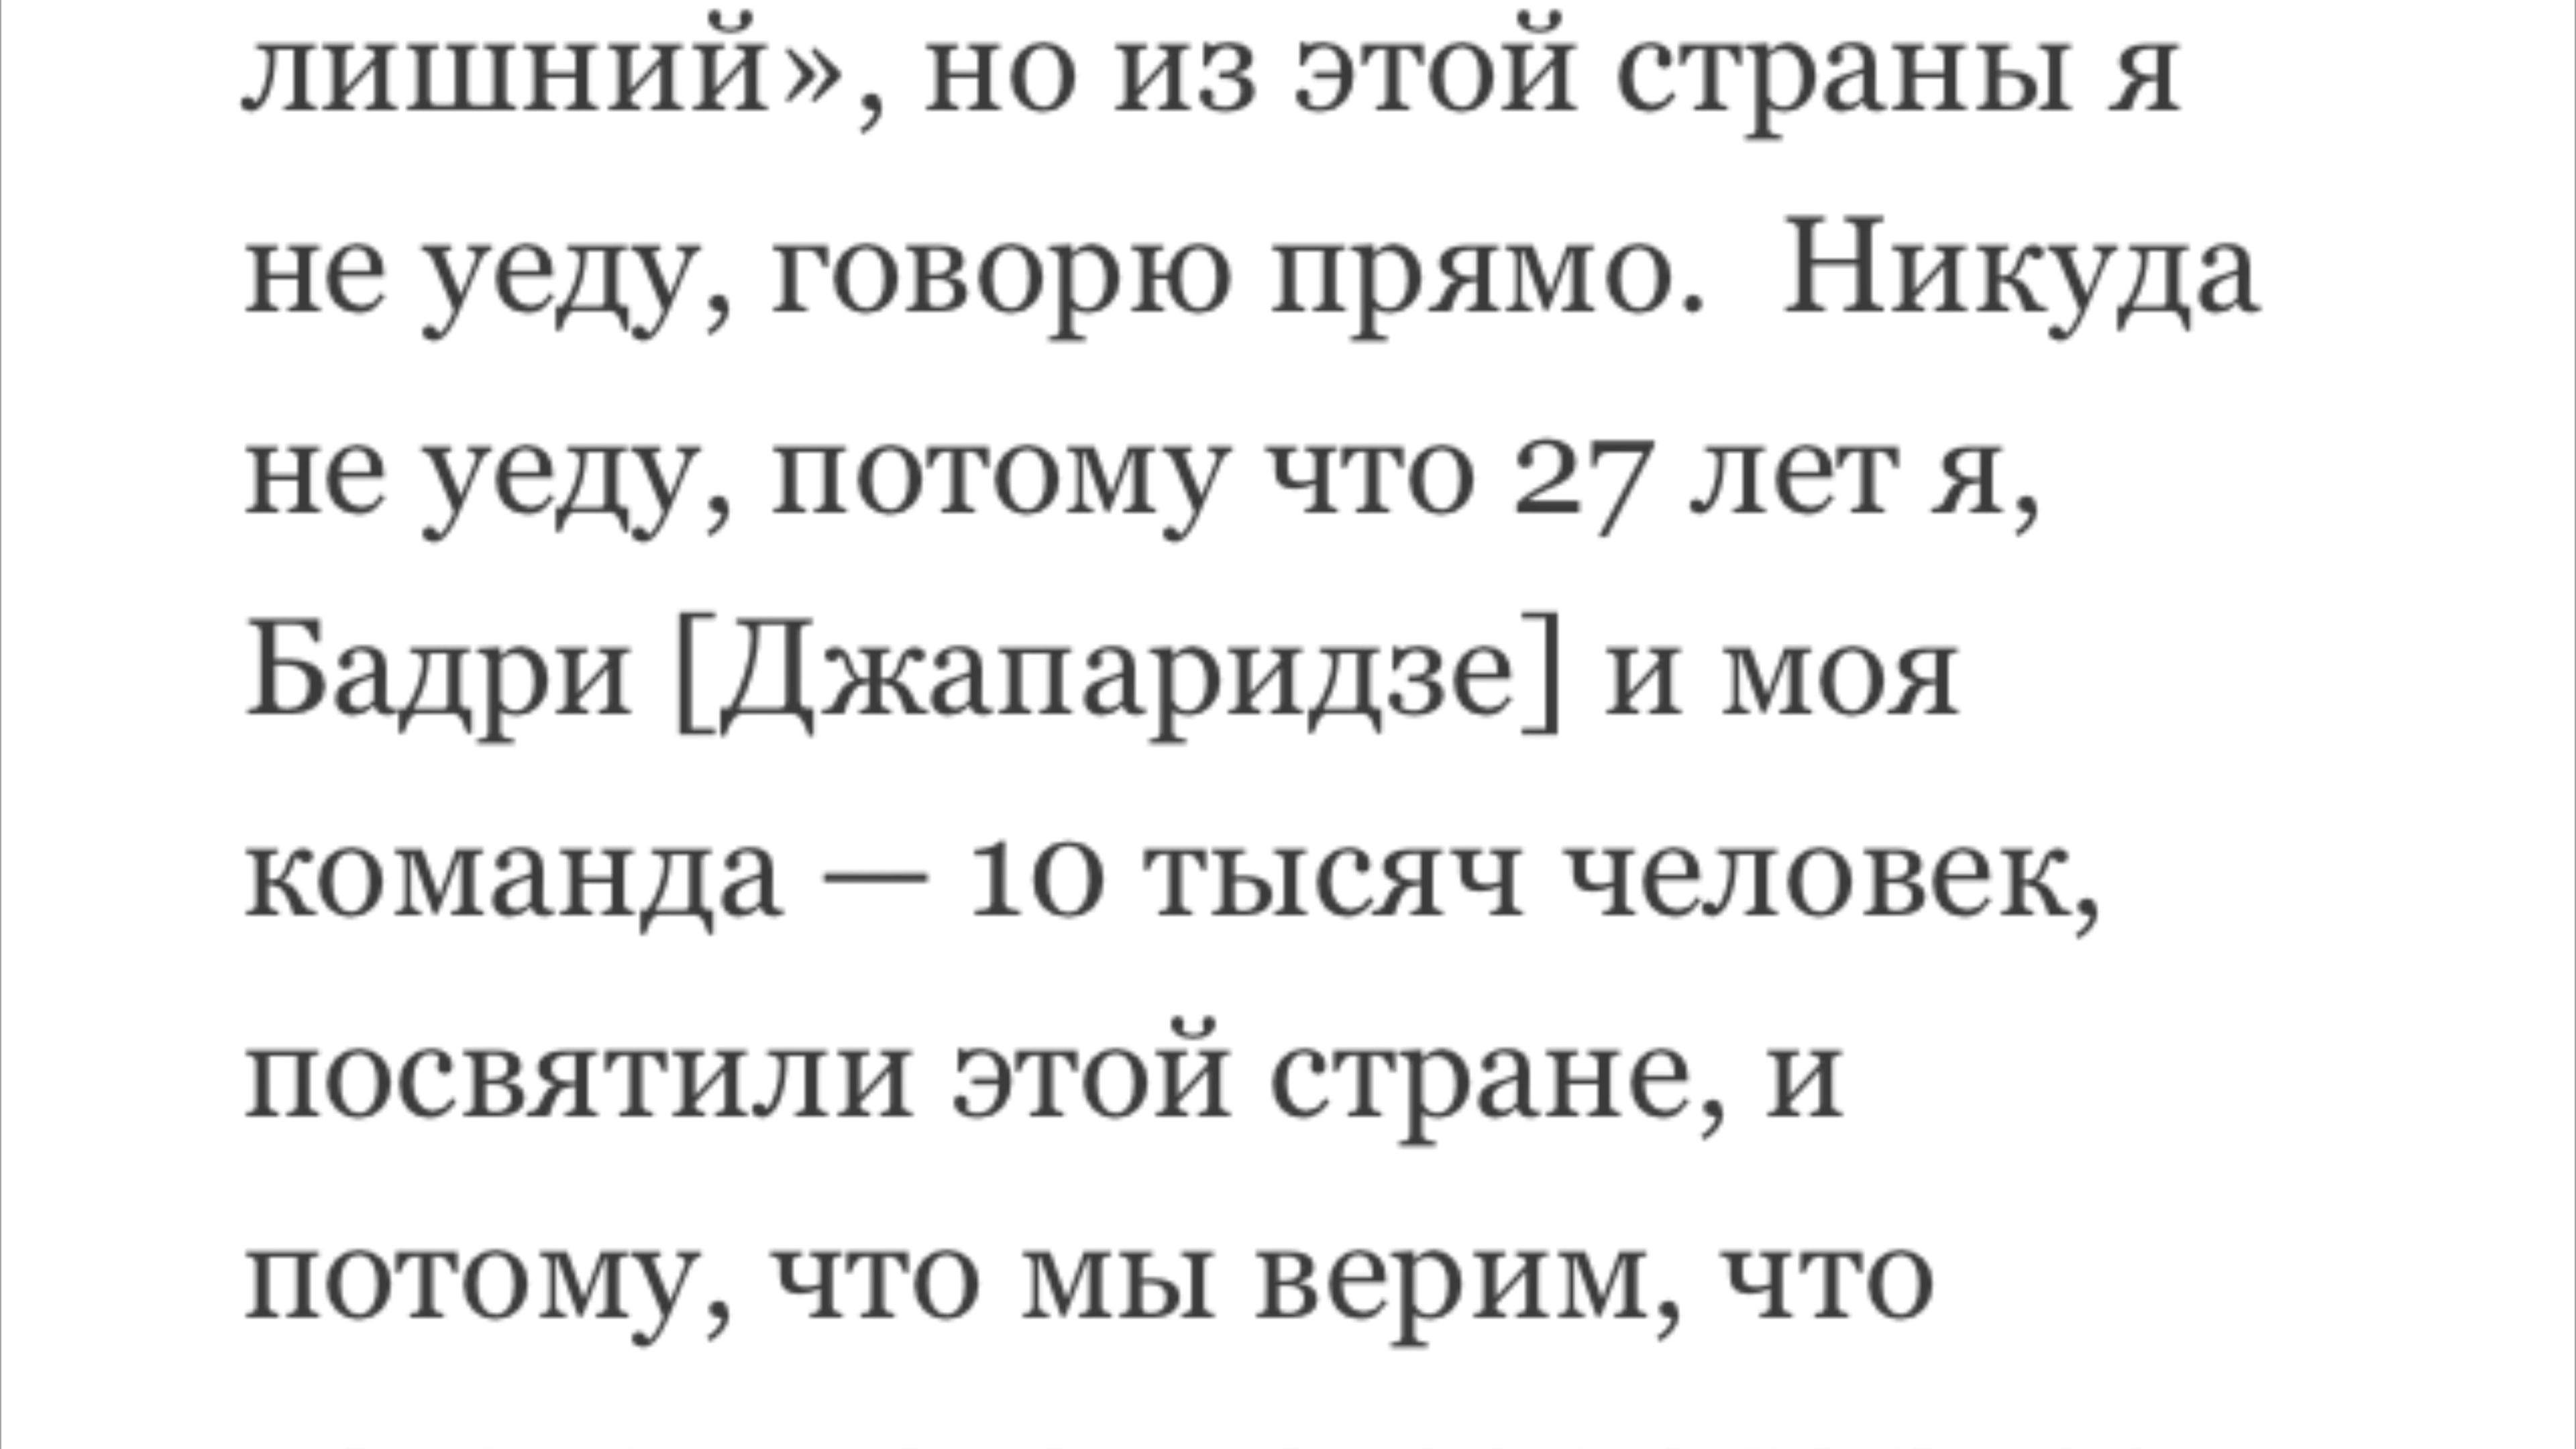 лишний», но из этой страны я
не уеду, говорю прямо.  Никуда
не уеду, потому что 27 лет я,
Бадри [Джапаридзе] и моя
команда — 10 тысяч человек,
посвятили этой стране, и
потому, что мы верим, что